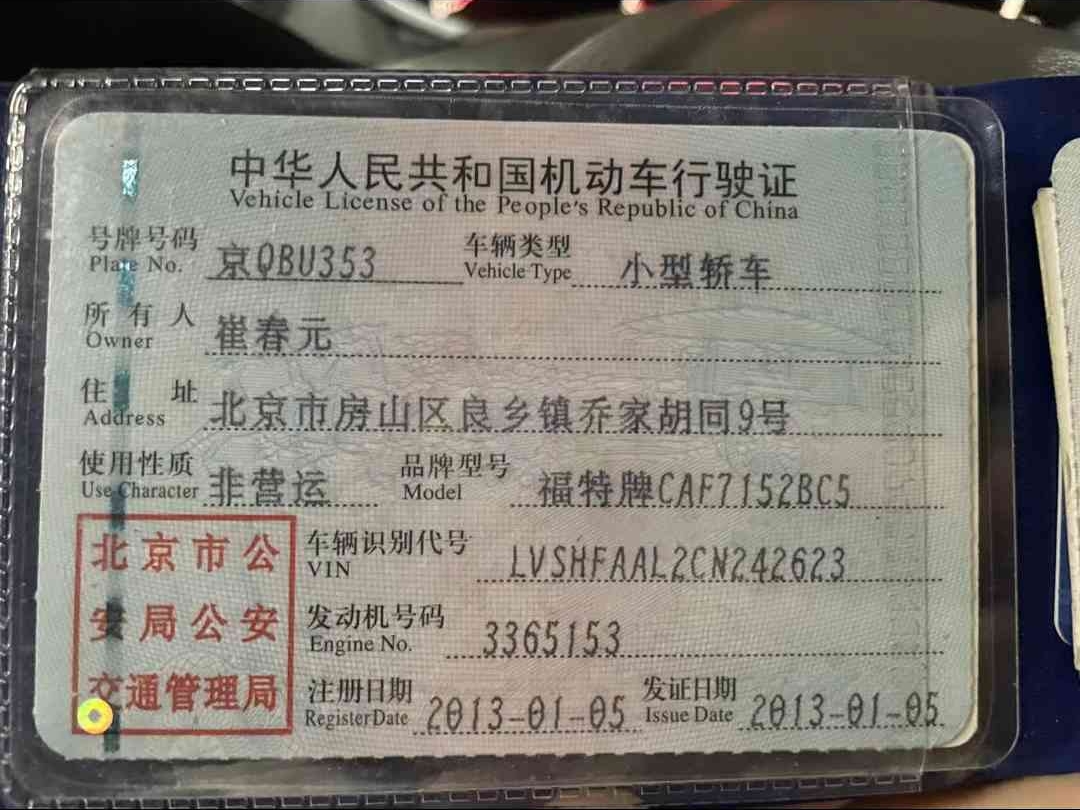 中华人民共和国机动车行驶证
Vehicle License of the People's Republic of China
号牌号码 京QBU353 车辆类型 小型轿车
Plate No. Vehicle Type
所有人 崔春元
Owner
住址 北京市房山区良乡镇乔家胡同9号
Address
使用性质 非营运 品牌型号 福特牌CAF7152BC5
Use Character Model
北京市公
安局公安
交通管理局
车辆识别代号 LVSHFAAL2CN242623
VIN
发动机号码 3365153
Engine No.
注册日期 2013-01-05 发证日期 2013-01-05
Register Date Issue Date